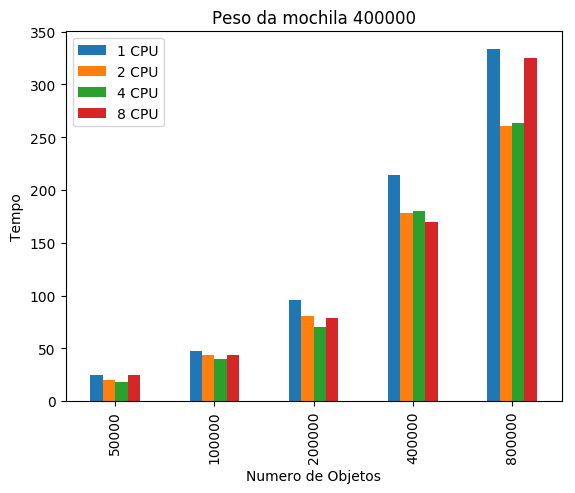 Peso da mochila 400000
1 CPU
2 CPU
4 CPU
8 CPU
Tempo
350
300
250
200
150
100
50
0
50000
100000
200000
400000
800000
Numero de Objetos